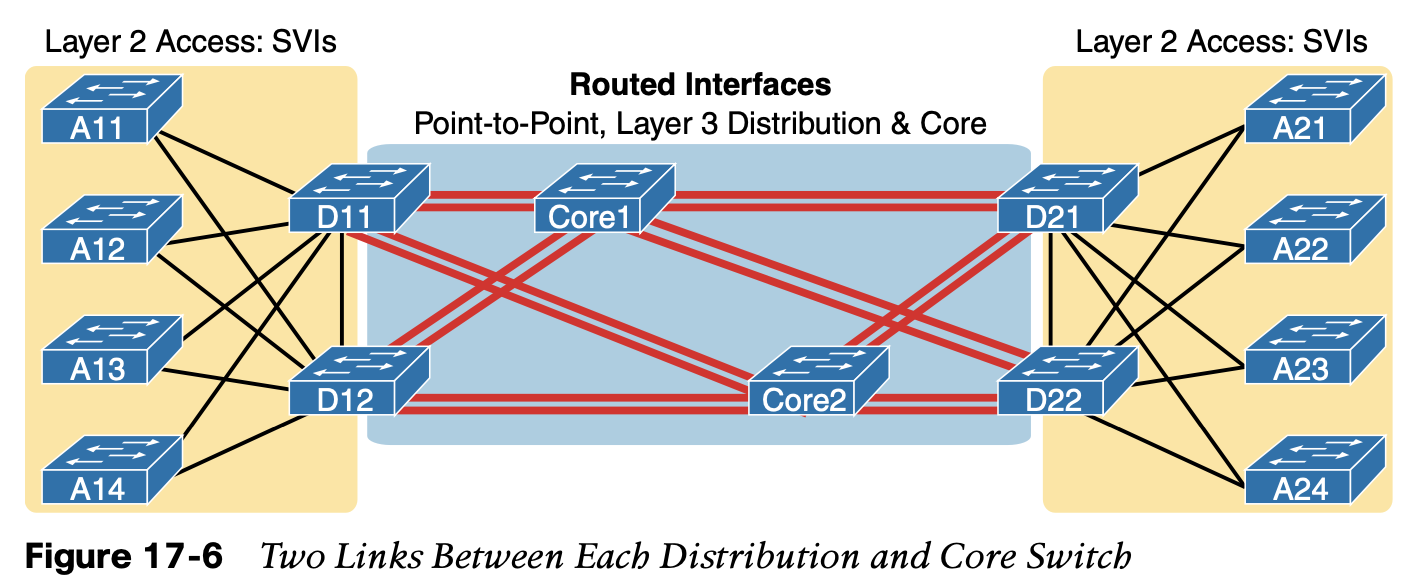 Layer 2 Access: SVIs
Layer 2 Access: SVIs
Routed Interfaces
Point-to-Point, Layer 3 Distribution & Core
A11
A21
D11
Core1
D21
A12
A22
A13
A23
D12
Core2
D22
A14
A24
Figure 17-6 Two Links Between Each Distribution and Core Switch